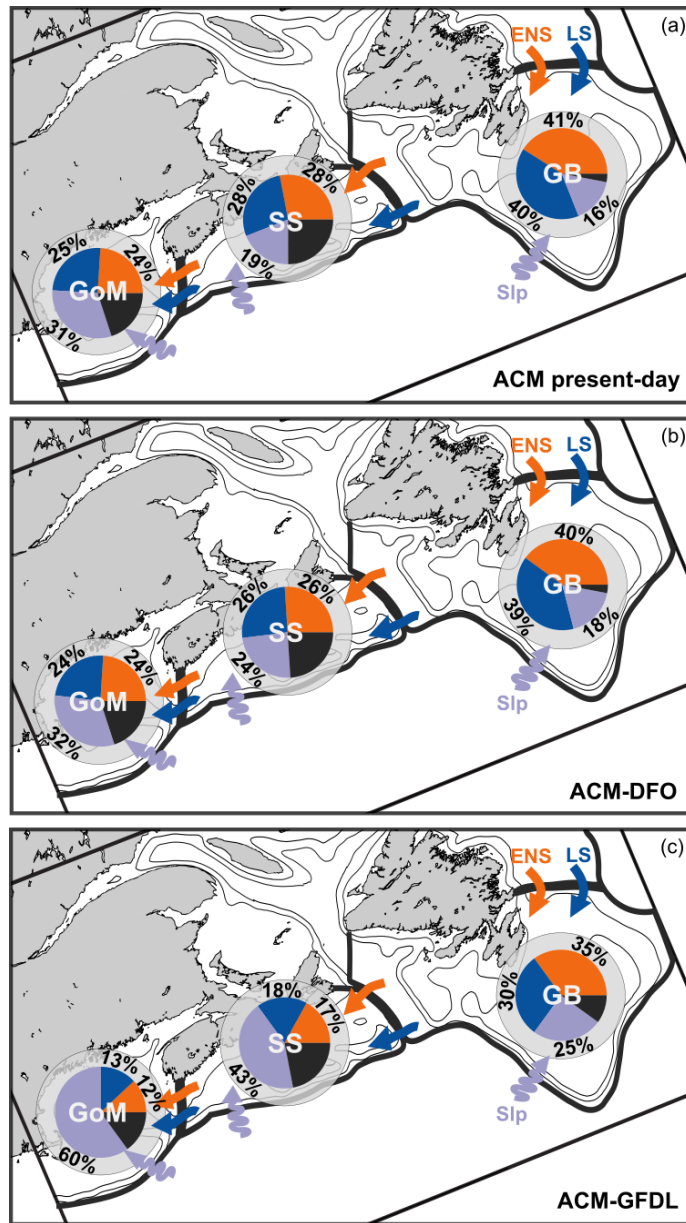 (a)
ENS LS
41%
GB
40%
16%
Slp
28%
28%
SS
19%
25%
24%
GoM
31%
ACM present-day
(b)
ENS LS
40%
GB
39%
18%
Slp
26%
26%
SS
24%
24%
24%
GoM
32%
ACM-DFO
(c)
ENS LS
35%
30%
GB
25%
Slp
18%
17%
SS
43%
13%
12%
GoM
60%
ACM-GFDL